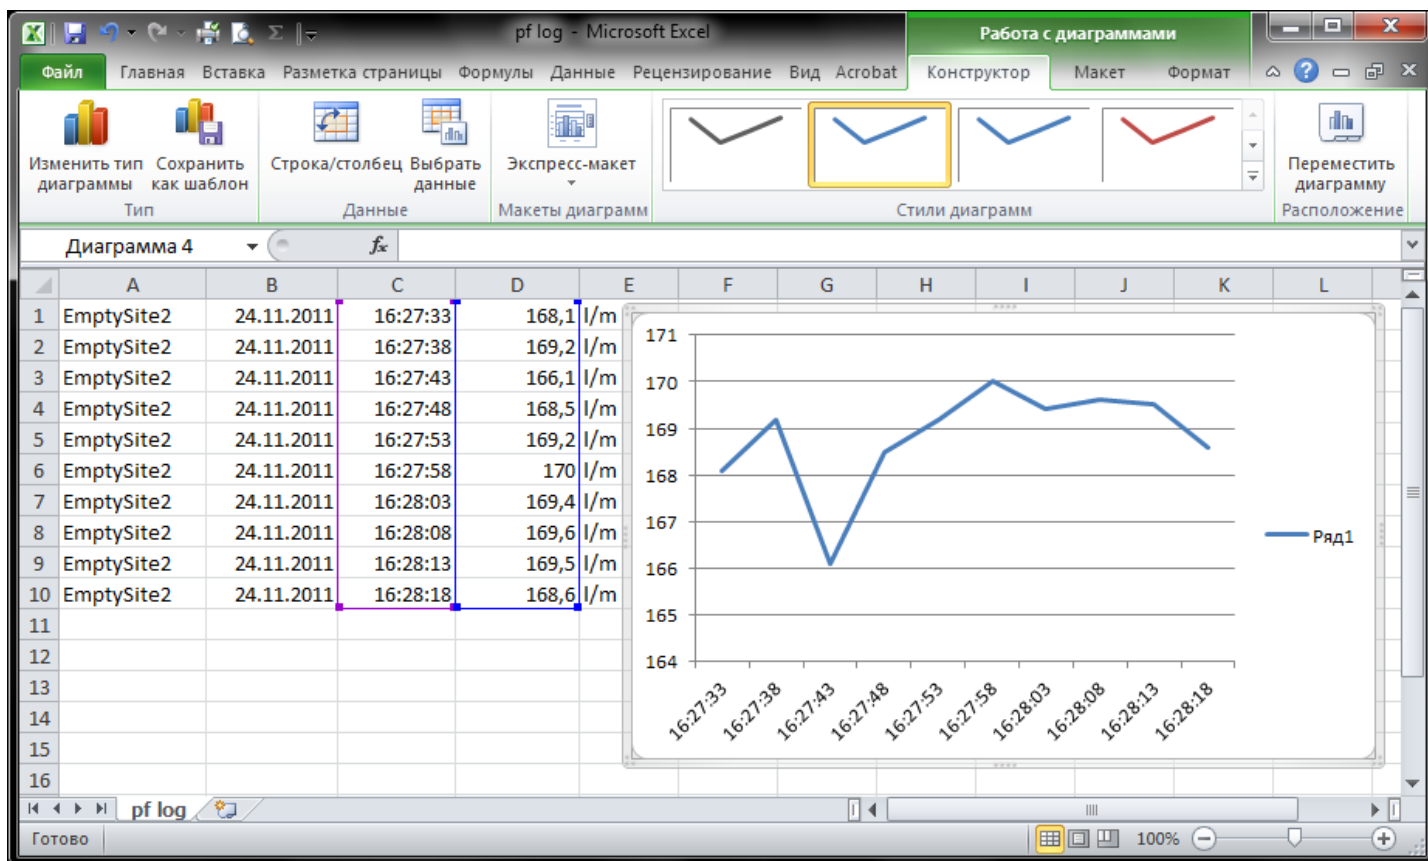 pf log - Microsoft Excel
Работа с диаграммами
Файл Главная Вставка Разметка страницы Формулы Данные Рецензирование Вид Acrobat Конструктор Макет Формат
Изменить тип диаграммы
Сохранить как шаблон
Строка/столбец
Выбрать данные
Экспресс-макет
Переместить диаграмму
Тип Данные Макеты диаграмм Стили диаграмм Расположение
Диаграмма 4 fx
A B C D E F G H I J K L
1 EmptySite2 24.11.2011 16:27:33 168,1 l/m
2 EmptySite2 24.11.2011 16:27:38 169,2 l/m
3 EmptySite2 24.11.2011 16:27:43 166,1 l/m
4 EmptySite2 24.11.2011 16:27:48 168,5 l/m
5 EmptySite2 24.11.2011 16:27:53 169,2 l/m
6 EmptySite2 24.11.2011 16:27:58 170 l/m
7 EmptySite2 24.11.2011 16:28:03 169,4 l/m
8 EmptySite2 24.11.2011 16:28:08 169,6 l/m
9 EmptySite2 24.11.2011 16:28:13 169,5 l/m
10 EmptySite2 24.11.2011 16:28:18 168,6 l/m
11
12
13
14
15
16
171
170
169
168
167
166
165
164
16:27:33 16:27:38 16:27:43 16:27:48 16:27:53 16:27:58 16:28:03 16:28:08 16:28:13 16:28:18
Ряд1
pf log
Готово 100%